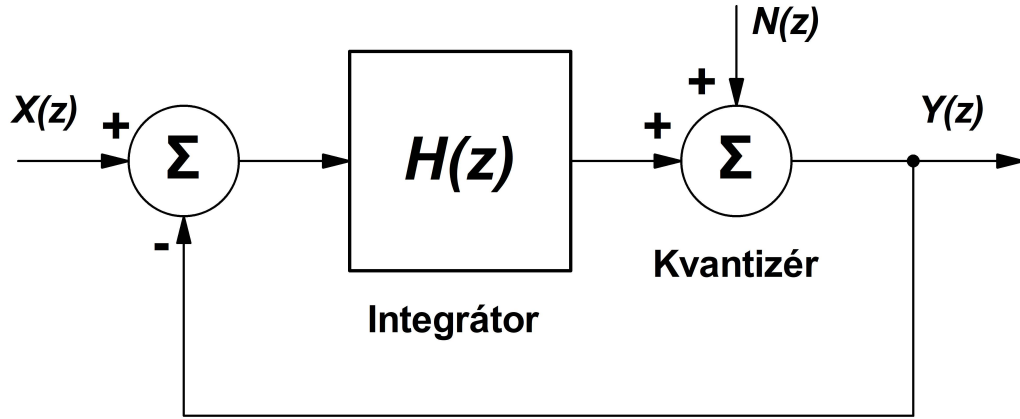 N(z)
X(z)
+
Σ
-
H(z)
Integrátor
+
+
Σ
Kvantizér
Y(z)